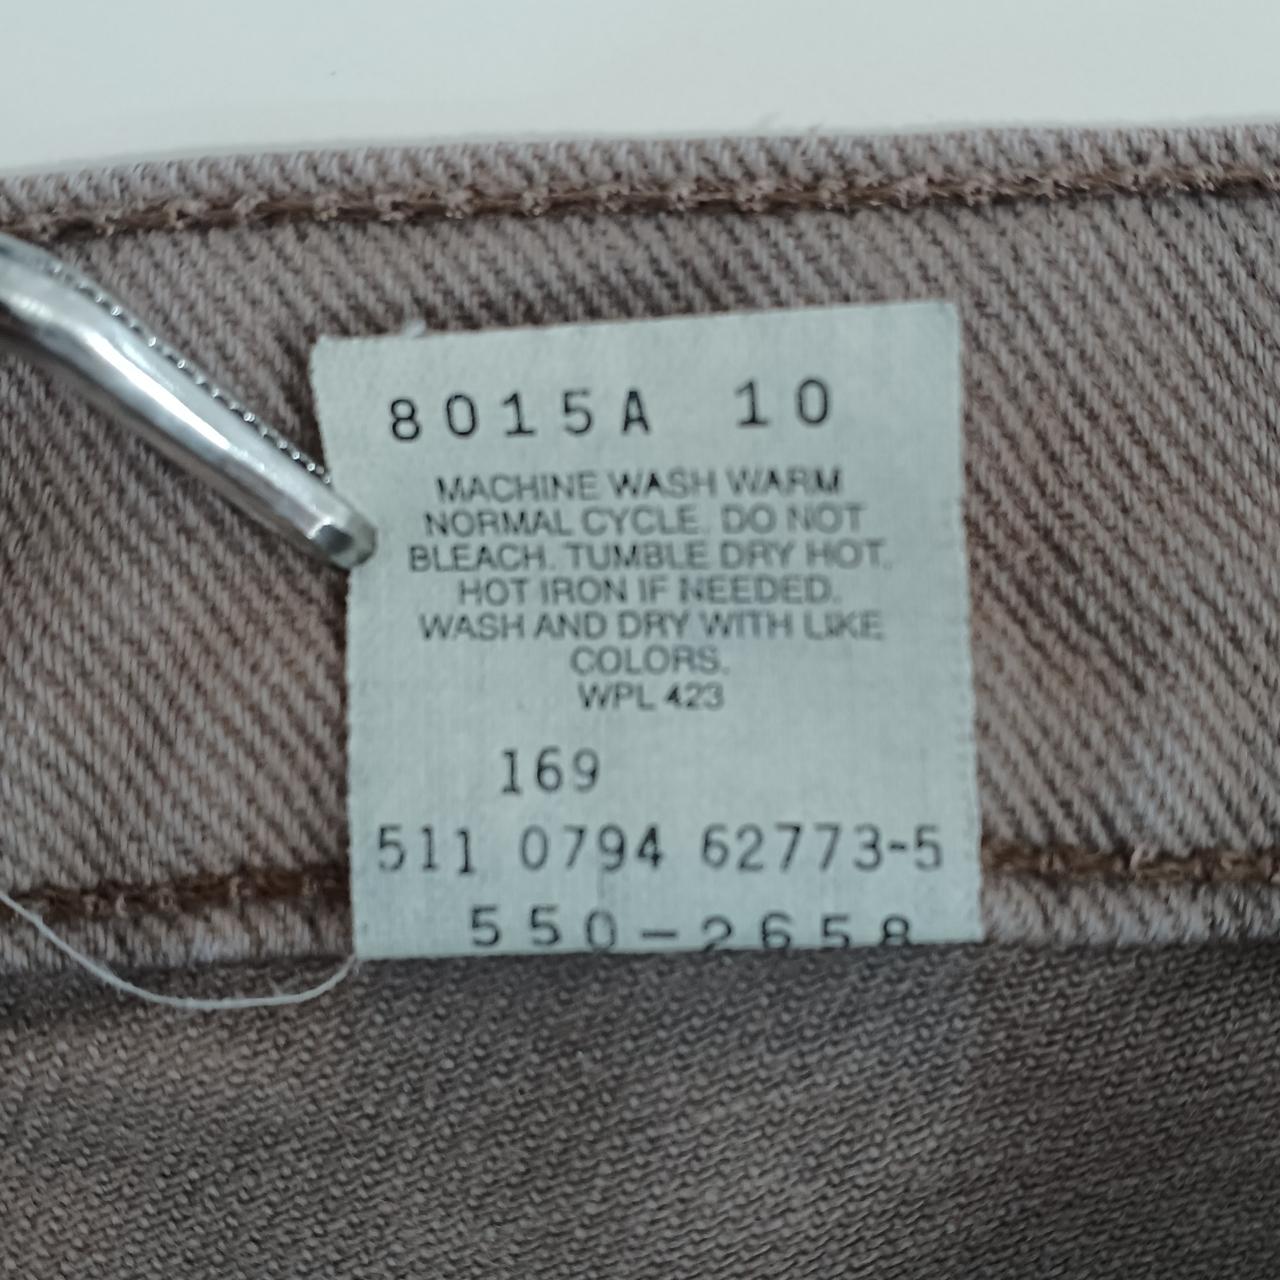 8015A 10
MACHINE WASH WARM
NORMAL CYCLE. DO NOT
BLEACH. TUMBLE DRY HOT.
HOT IRON IF NEEDED.
WASH AND DRY WITH LIKE
COLORS.
WPL 423
169
511 0794 62773-5
550-2658